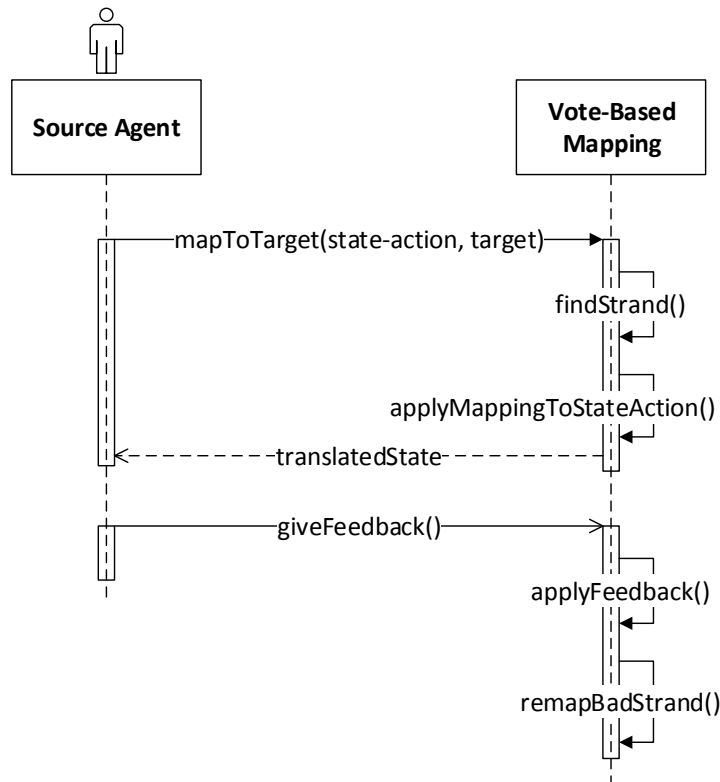 Source Agent
Vote-Based
Mapping
mapToTarget(state-action, target)
findStrand()
applyMappingToStateAction()
translatedState
giveFeedback()
applyFeedback()
remapBadStrand()